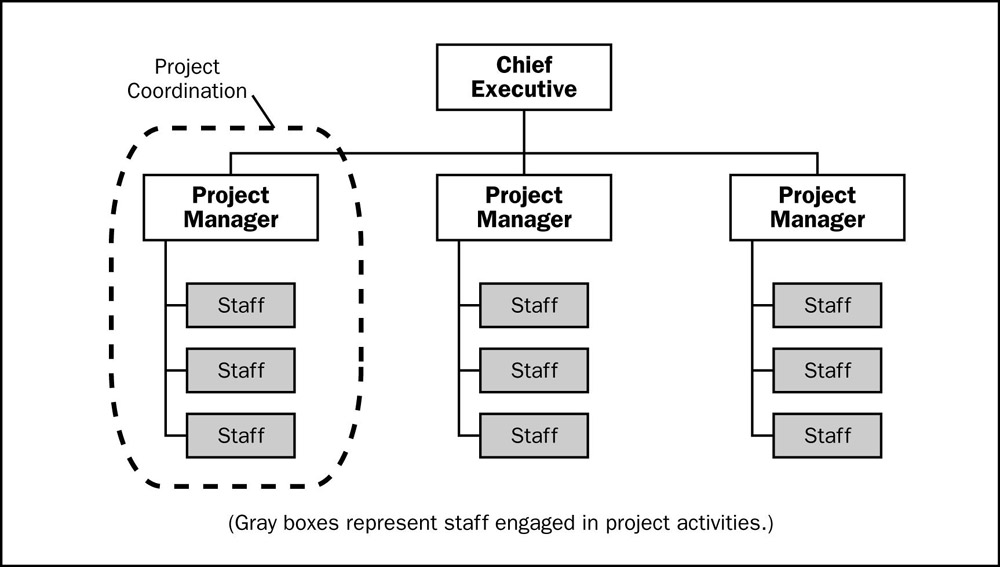 Project
Coordination
Chief
Executive
Project
Manager
Project
Manager
Project
Manager
Staff
Staff
Staff
Staff
Staff
Staff
Staff
Staff
Staff
(Gray boxes represent staff engaged in project activities.)